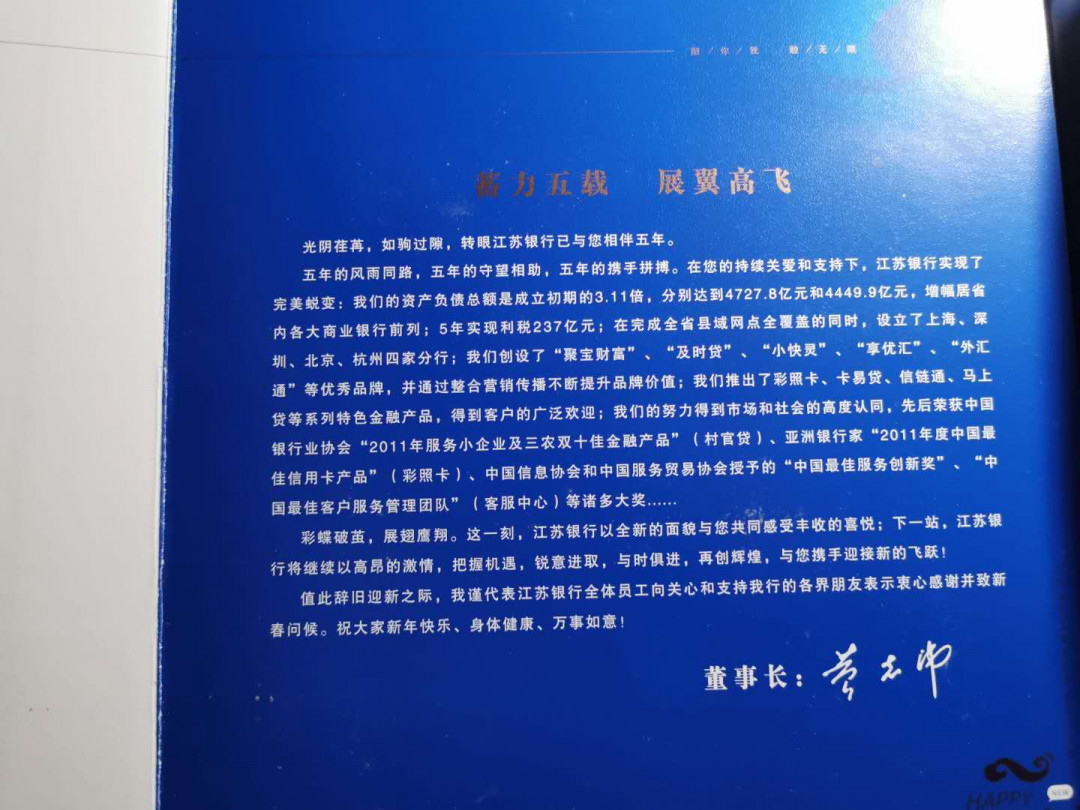 融／你／我 融／无／限
蓄力五载 展翼高飞
光阴荏苒，如驹过隙，转眼江苏银行已与您相伴五年。
五年的风雨同路，五年的守望相助，五年的携手拼搏。在您的持续关爱和支持下，江苏银行实现了
完美蜕变：我们的资产负债总额是成立初期的3.11倍，分别达到4727.8亿元和4449.9亿元，增幅居省
内各大商业银行前列；5年实现利税237亿元；在完成全省县域网点全覆盖的同时，设立了上海、深
圳、北京、杭州四家分行；我们创设了“聚宝财富”、“及时贷”、“小快灵”、“享优汇”、“外汇
通”等优秀品牌，并通过整合营销传播不断提升品牌价值；我们推出了彩照卡、卡易贷、信链通、马上
贷等系列特色金融产品，得到客户的广泛欢迎；我们的努力得到市场和社会的高度认同，先后荣获中国
银行业协会“2011年服务小企业及三农双十佳金融产品”（村官贷）、亚洲银行家“2011年度中国最
佳信用卡产品”（彩照卡）、中国信息协会和中国服务贸易协会授予的“中国最佳服务创新奖”、“中
国最佳客户服务管理团队”（客服中心）等诸多大奖……
彩蝶破茧，展翅鹰翔。这一刻，江苏银行以全新的面貌与您共同感受丰收的喜悦；下一站，江苏银
行将继续以高昂的激情，把握机遇，锐意进取，与时俱进，再创辉煌，与您携手迎接新的飞跃！
值此辞旧迎新之际，我谨代表江苏银行全体员工向关心和支持我行的各界朋友表示衷心感谢并致新
春问候。祝大家新年快乐、身体健康、万事如意！
董事长：
HAPPY
NEW